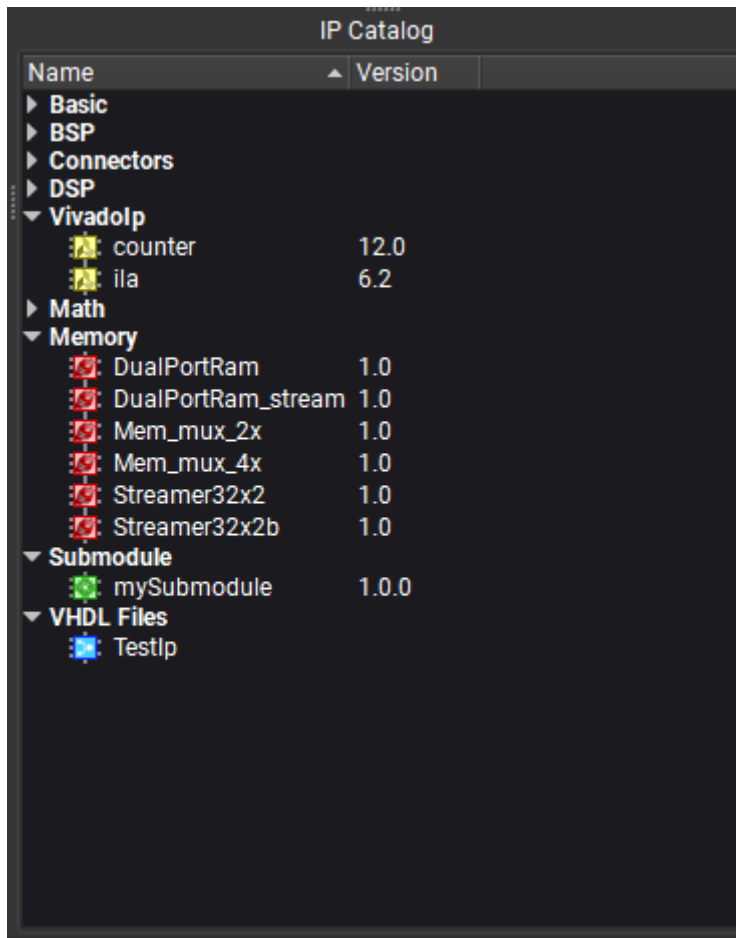 IP Catalog
Name Version
Basic
BSP
Connectors
DSP
VivadoIp
counter 12.0
ila 6.2
Math
Memory
DualPortRam 1.0
DualPortRam_stream 1.0
Mem_mux_2x 1.0
Mem_mux_4x 1.0
Streamer32x2 1.0
Streamer32x2b 1.0
Submodule
mySubmodule 1.0.0
VHDL Files
TestIp